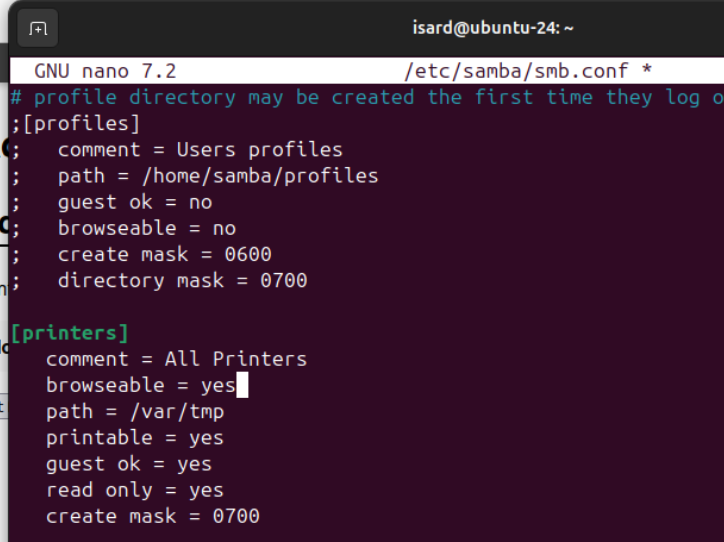 isard@ubuntu-24: ~
GNU nano 7.2 /etc/samba/smb.conf *
# profile directory may be created the first time they log o
;[profiles]
;   comment = Users profiles
;   path = /home/samba/profiles
;   guest ok = no
;   browseable = no
;   create mask = 0600
;   directory mask = 0700
[printers]
   comment = All Printers
   browseable = yes
   path = /var/tmp
   printable = yes
   guest ok = yes
   read only = yes
   create mask = 0700